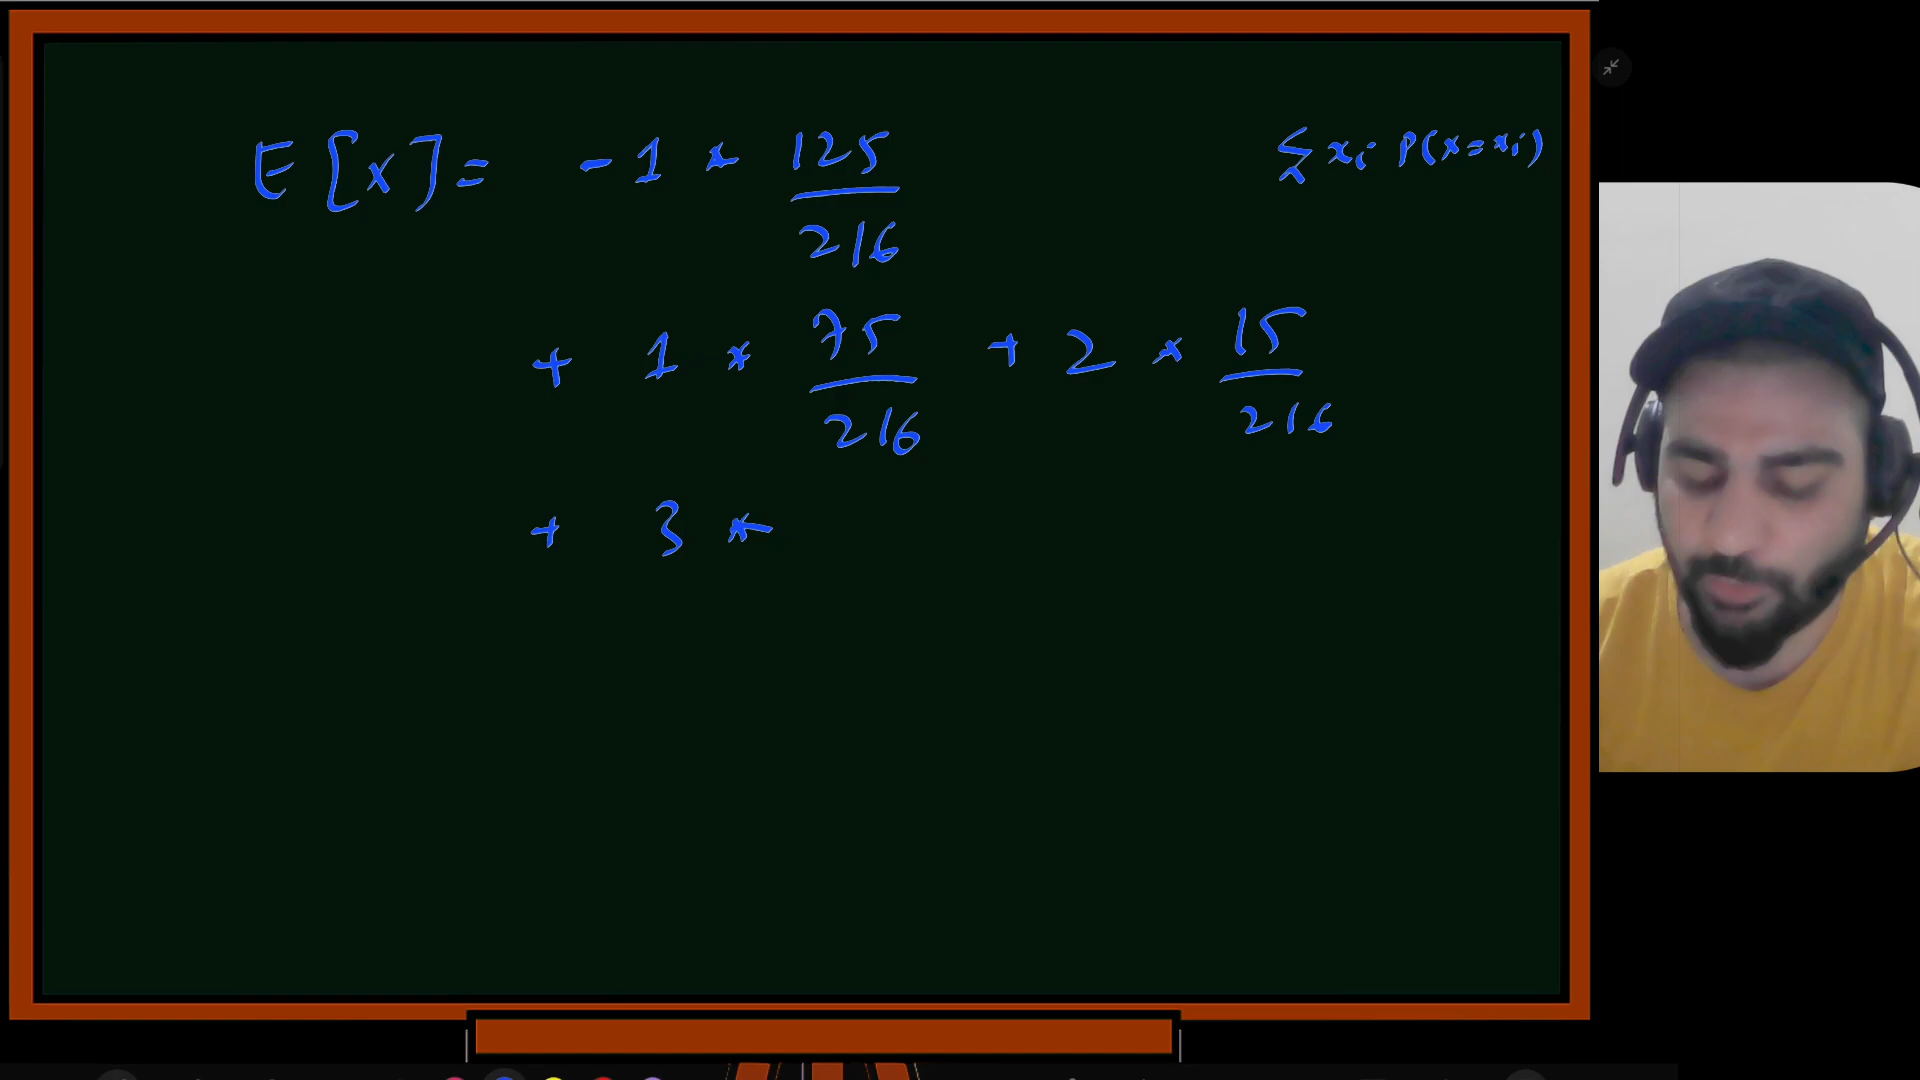 E[x] = -1 * 125/216
∑ xi P(x=xi)
+ 1 * 75/216 + 2 * 15/216
+ 3 *